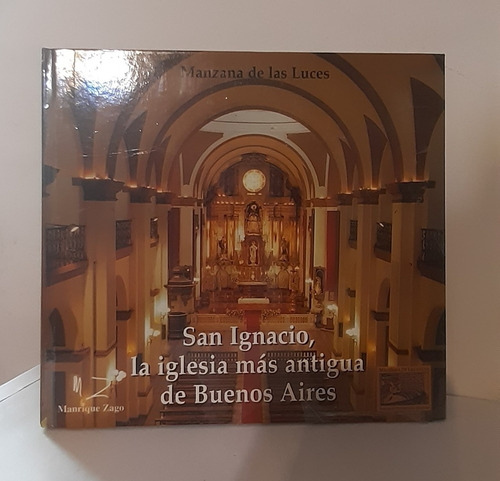 Manzana de las Luces
San Ignacio,
la iglesia más antigua
de Buenos Aires
Manrique Zago